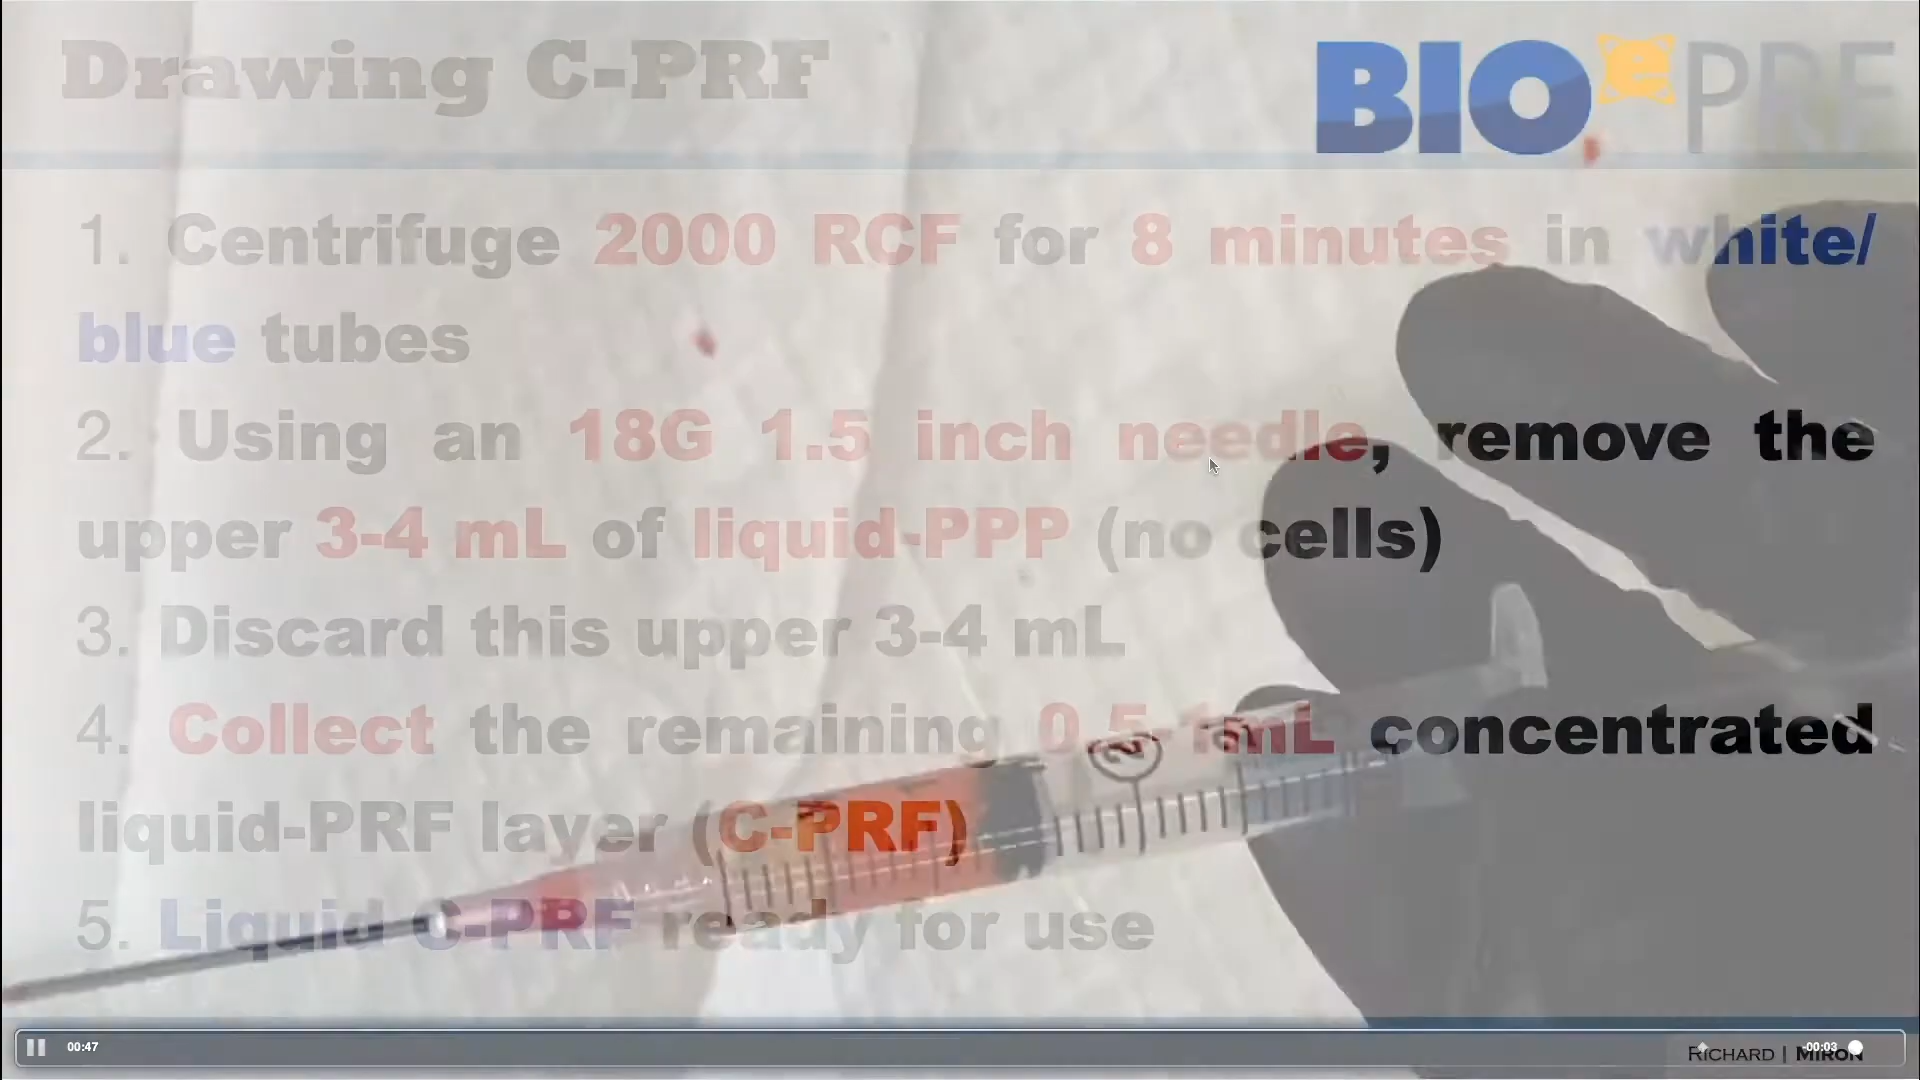 Drawing C-PRF
BIO e PRF
1. Centrifuge 2000 RCF for 8 minutes in white/
blue tubes
2. Using an 18G 1.5 inch needle, remove the
upper 3-4 mL of liquid-PPP (no cells)
3. Discard this upper 3-4 mL
4. Collect the remaining 0.5-1mL concentrated
liquid-PRF layer (C-PRF)
5. Liquid C-PRF ready for use
2
00:47
-00:03
RICHARD | MIRON